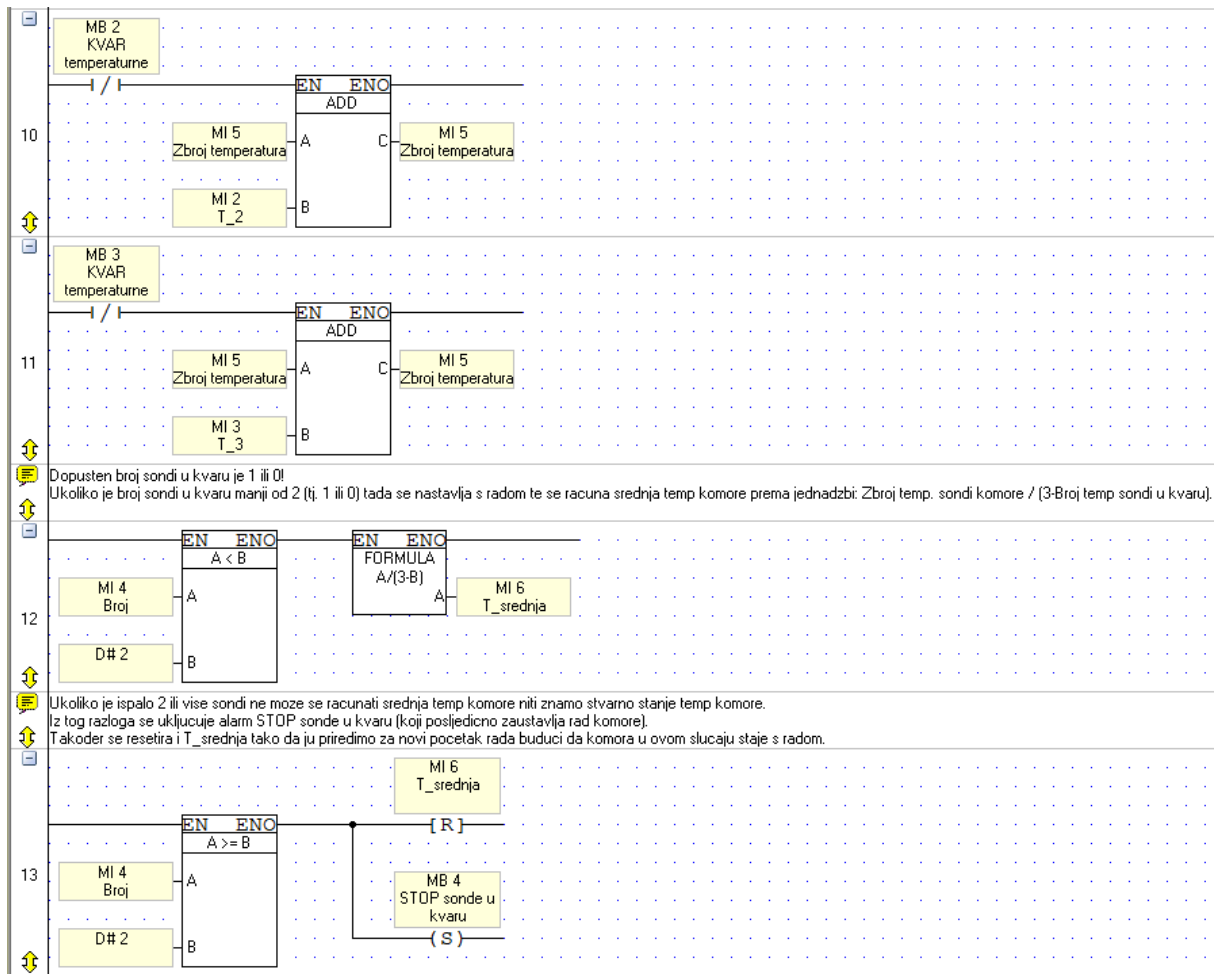 MB 2
KVAR
temperaturne
EN ENO
ADD
10
MI 5
Zbroj temperatura
A
C
MI 5
Zbroj temperatura
MI 2
T_2
B
MB 3
KVAR
temperaturne
EN ENO
ADD
11
MI 5
Zbroj temperatura
A
C
MI 5
Zbroj temperatura
MI 3
T_3
B
Dopusten broj sondi u kvaru je 1 ili 0!
Ukoliko je broj sondi u kvaru manji od 2 (tj. 1 ili 0) tada se nastavlja s radom te se racuna srednja temp komore prema jednadzbi: Zbroj temp. sondi komore / (3-Broj temp sondi u kvaru).
EN ENO
A < B
EN ENO
FORMULA
A/(3-B)
12
MI 4
Broj
A
A
MI 6
T_srednja
D# 2
B
Ukoliko je ispalo 2 ili vise sondi ne moze se racunati srednja temp komore niti znamo stvarno stanje temp komore.
Iz tog razloga se ukljucuje alarm STOP sonde u kvaru (koji posljedicno zaustavlja rad komore).
Takoder se resetira i T_srednja tako da ju priredimo za novi pocetak rada buduci da komora u ovom slucaju staje s radom.
MI 6
T_srednja
EN ENO
A >= B
R
13
MI 4
Broj
A
MB 4
STOP sonde u
kvaru
S
D# 2
B